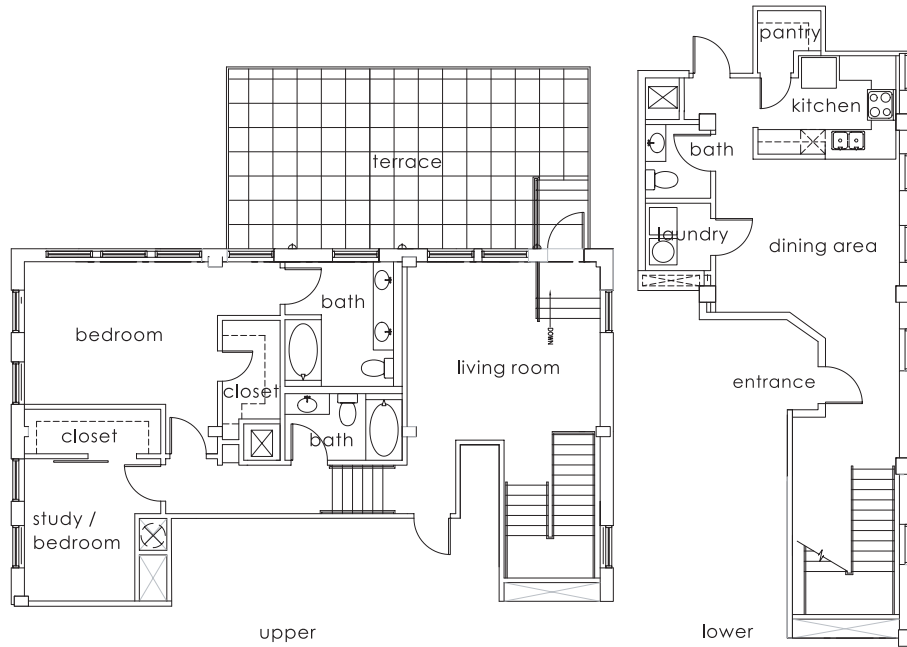 terrace
bath
bedroom
living room
DOWN
closet
closet
bath
study /
bedroom
upper
pantry
kitchen
bath
laundry
dining area
entrance
lower